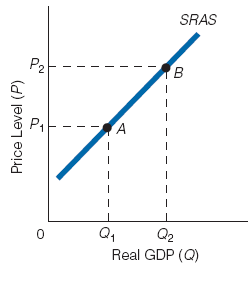 SRAS
P2
B
P1
A
Price Level (P)
0
Q1
Q2
Real GDP (Q)